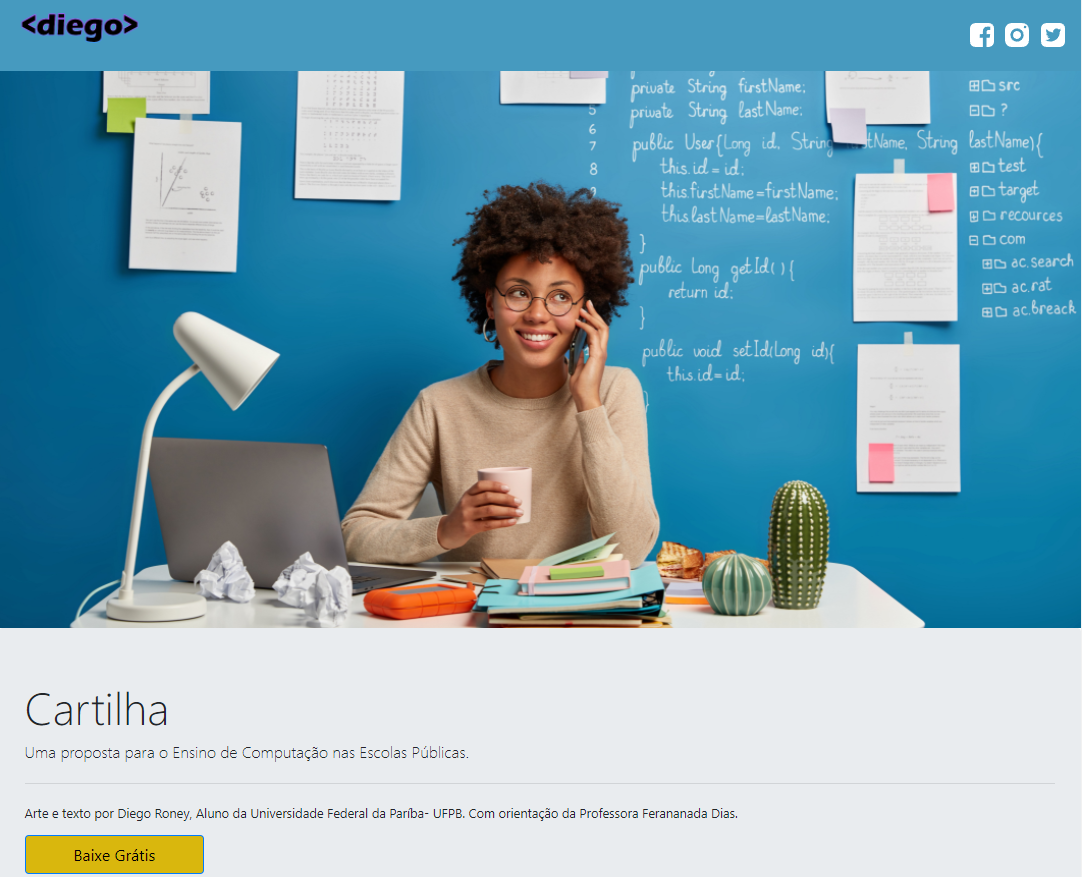 <diego>
private String firstName;
5 private String lastName;
6
7 public User{Long id, String lastName, String lastName){
8 this.id = id;
this.firstName=firstName;
this.lastName=lastName;
}
public Long getId( ) {
return id;
}
public void setId(Long id){
this.id= id;
}
src
?
test
target
recources
com
ac.search
ac.rat
ac.breack
Cartilha
Uma proposta para o Ensino de Computação nas Escolas Públicas.
Arte e texto por Diego Roney, Aluno da Universidade Federal da Paríba- UFPB. Com orientação da Professora Ferananada Dias.
Baixe Grátis